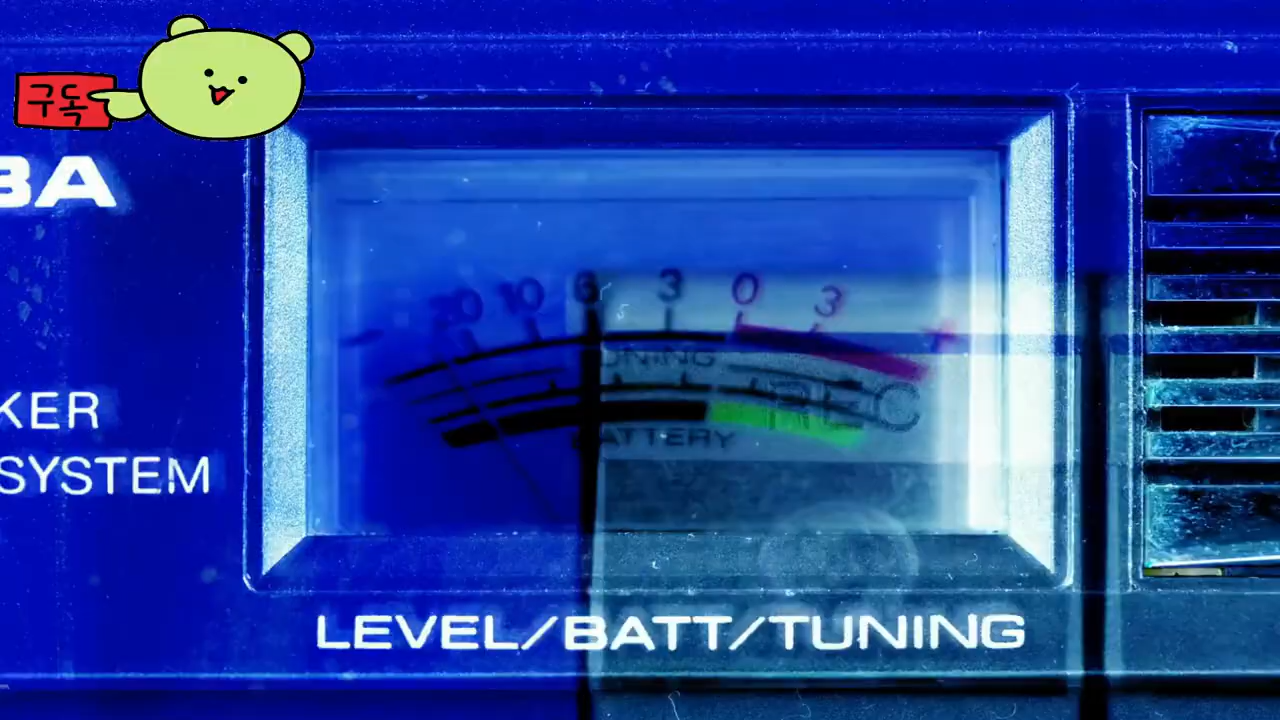 구독
BA
20 10 6 3 0 3 +
TUNING
REC
BATTERY
KER
SYSTEM
LEVEL/BATT/TUNING